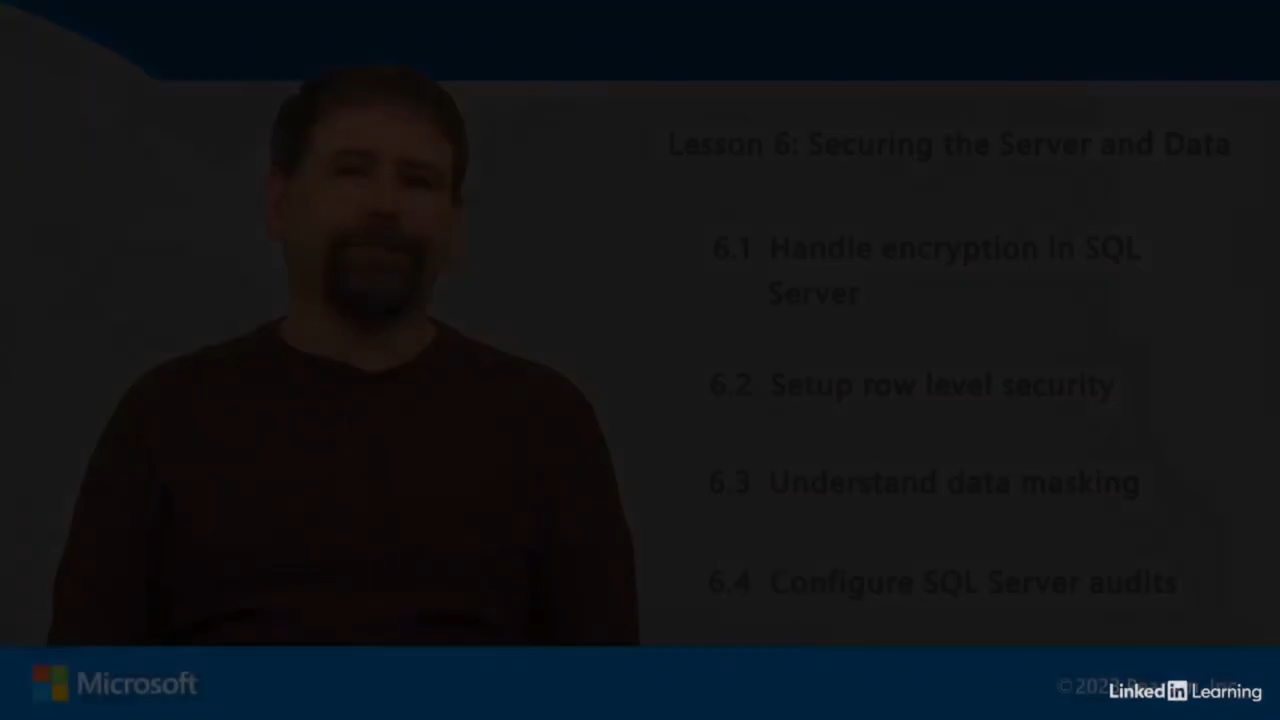 Lesson 6: Securing the Server and Data
6.1 Handle encryption in SQL
Server
6.2 Setup row level security
6.3 Understand data masking
6.4 Configure SQL Server audits
Microsoft
LinkedIn Learning